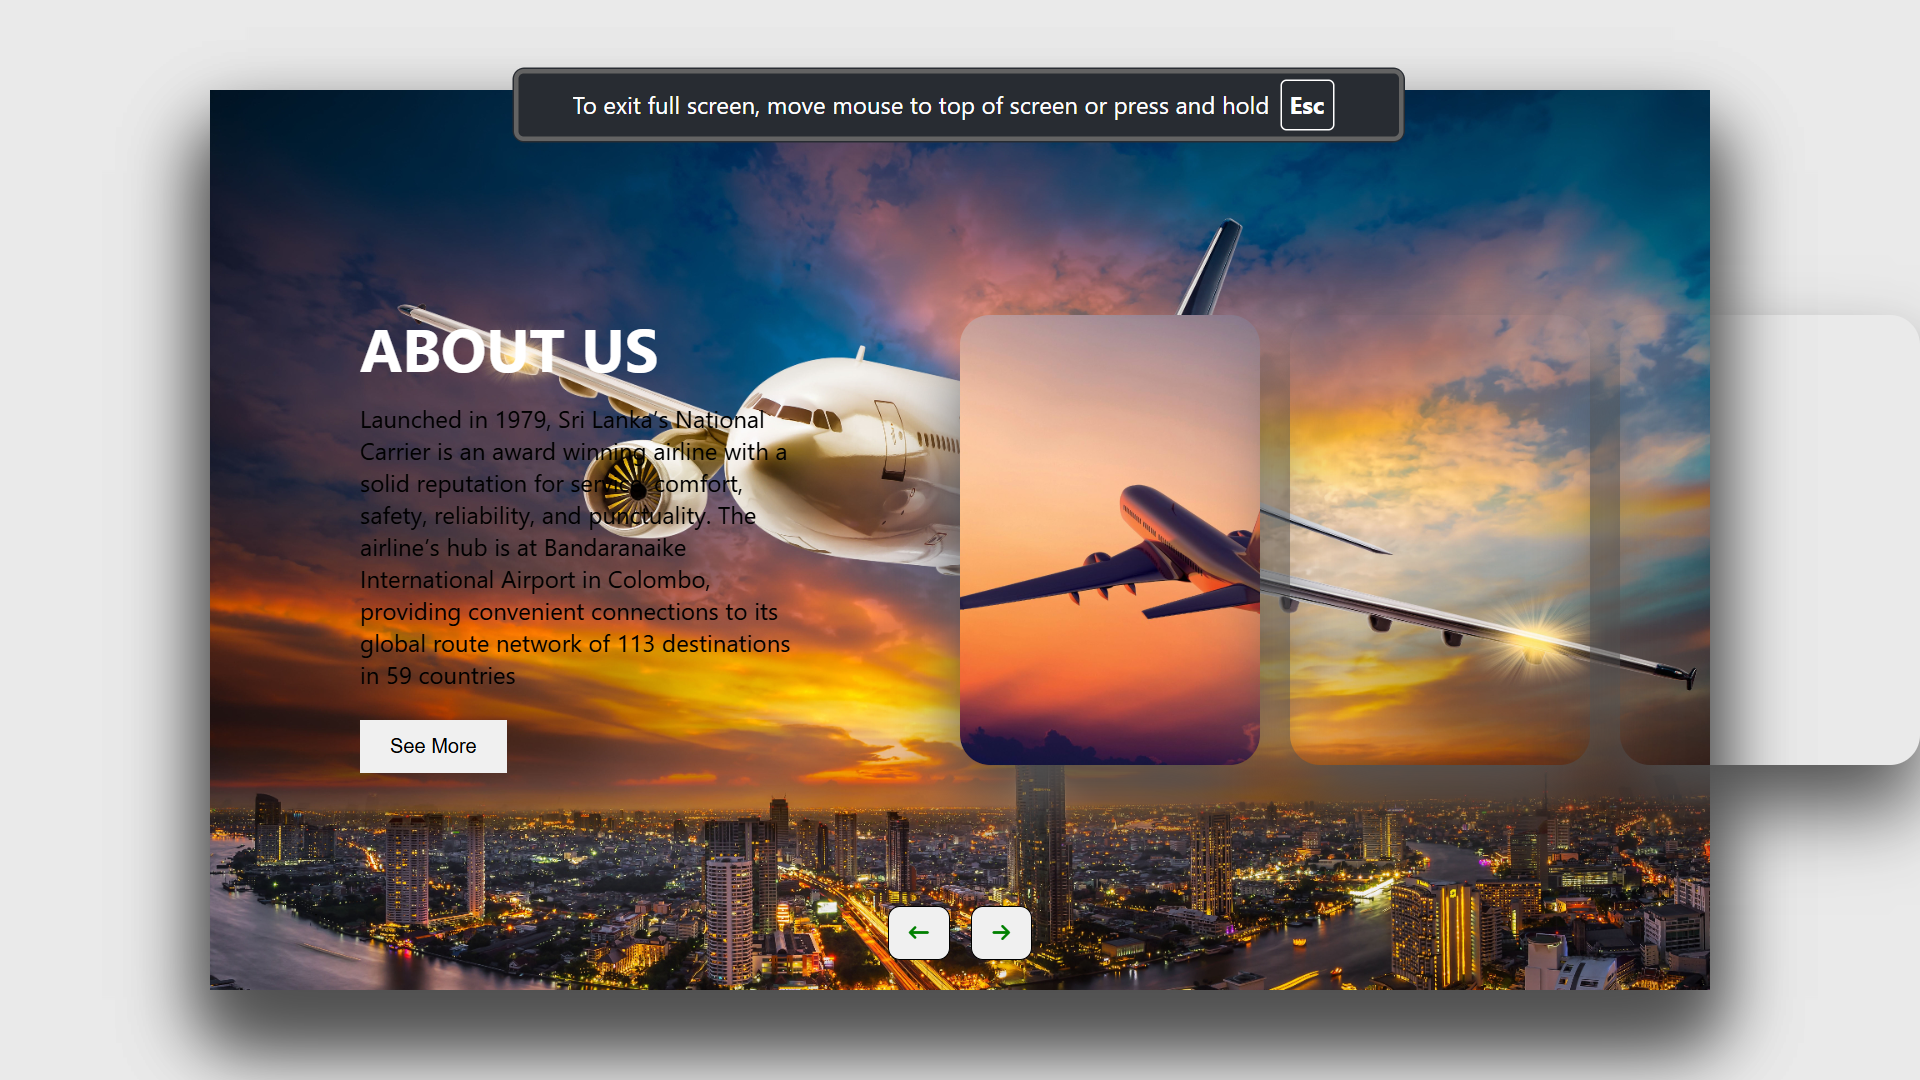 To exit full screen, move mouse to top of screen or press and hold Esc
ABOUT US
Launched in 1979, Sri Lanka's National
Carrier is an award winning airline with a
solid reputation for service, comfort,
safety, reliability, and punctuality. The
airline's hub is at Bandaranaike
International Airport in Colombo,
providing convenient connections to its
global route network of 113 destinations
in 59 countries
See More